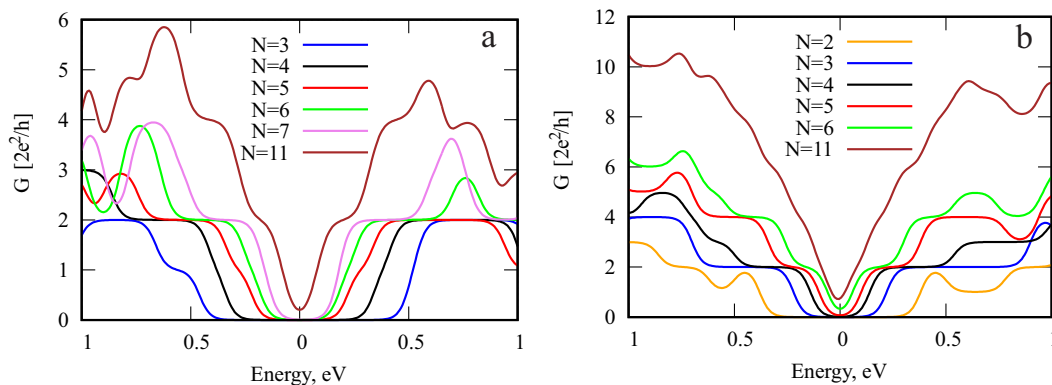 a
G [2e²/h]
6
5
4
3
2
1
0
N=3
N=4
N=5
N=6
N=7
N=11
1 0.5 0 0.5 1
Energy, eV
b
G [2e²/h]
12
10
8
6
4
2
0
N=2
N=3
N=4
N=5
N=6
N=11
1 0.5 0 0.5 1
Energy, eV